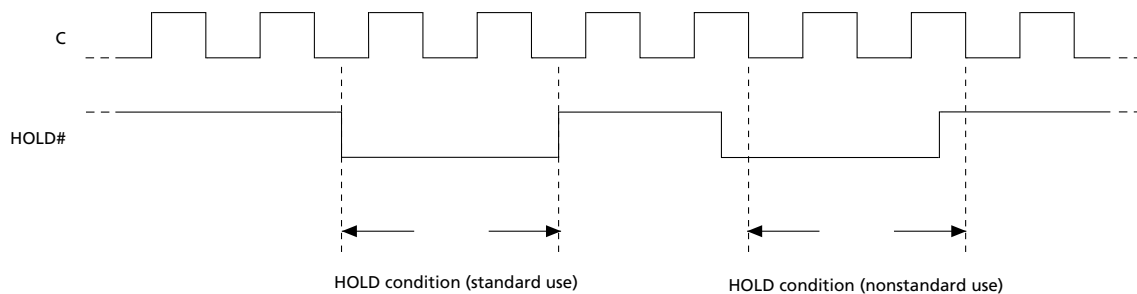 C
HOLD#
HOLD condition (standard use)
HOLD condition (nonstandard use)